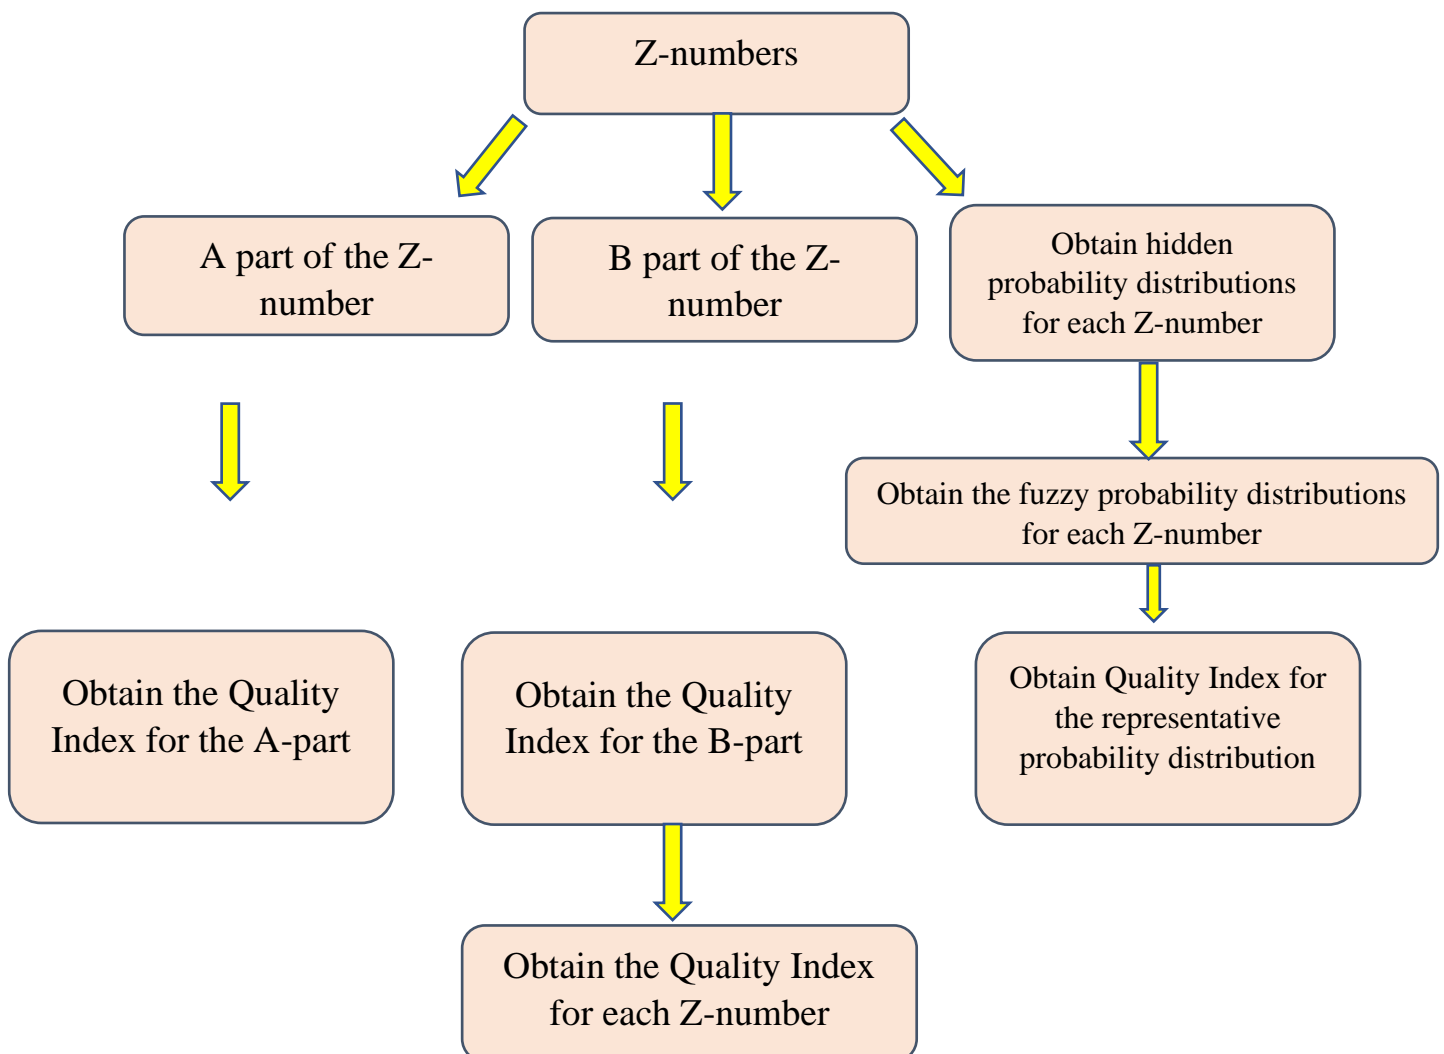 Z-numbers
A part of the Z-
number
B part of the Z-
number
Obtain hidden
probability distributions
for each Z-number
Obtain the fuzzy probability distributions
for each Z-number
Obtain the Quality
Index for the A-part
Obtain the Quality
Index for the B-part
Obtain Quality Index for
the representative
probability distribution
Obtain the Quality Index
for each Z-number